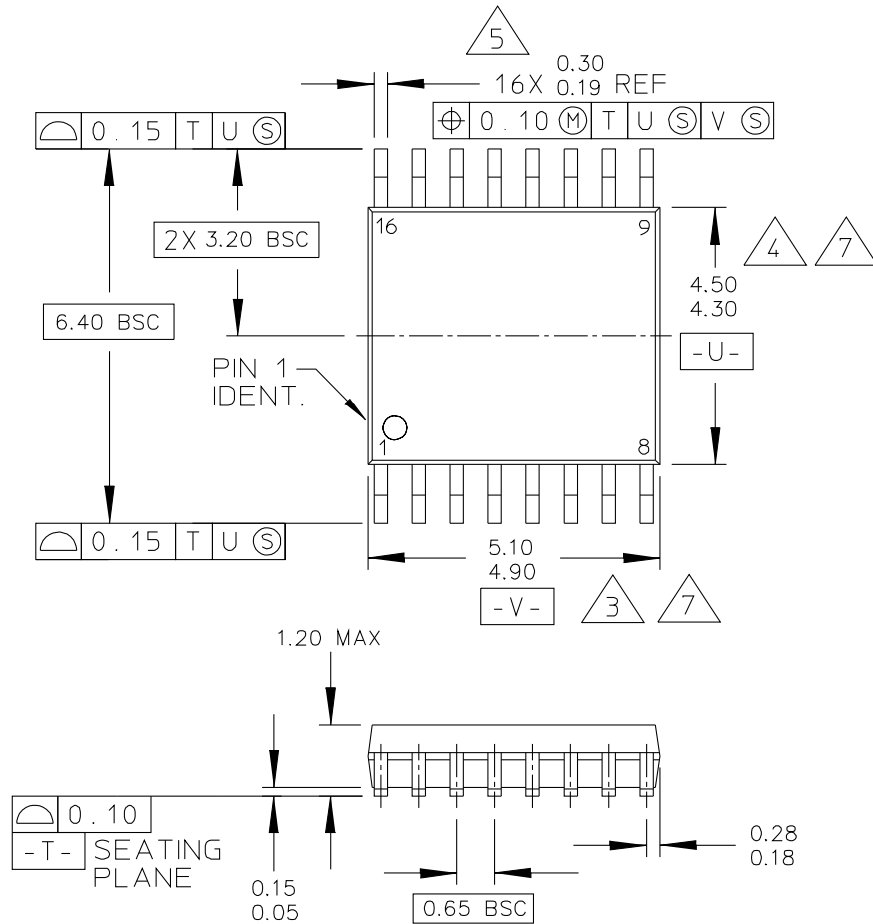 5
0.30
16X 0.19 REF
⌖ 0.10 Ⓜ T U Ⓢ V Ⓢ
⌓ 0.15 T U Ⓢ
2X 3.20 BSC
6.40 BSC
16
9
4
7
4.50
4.30
-U-
PIN 1
IDENT.
1
8
⌓ 0.15 T U Ⓢ
5.10
4.90
-V-
3
7
1.20 MAX
⌓ 0.10
-T- SEATING
PLANE
0.15
0.05
0.65 BSC
0.28
0.18